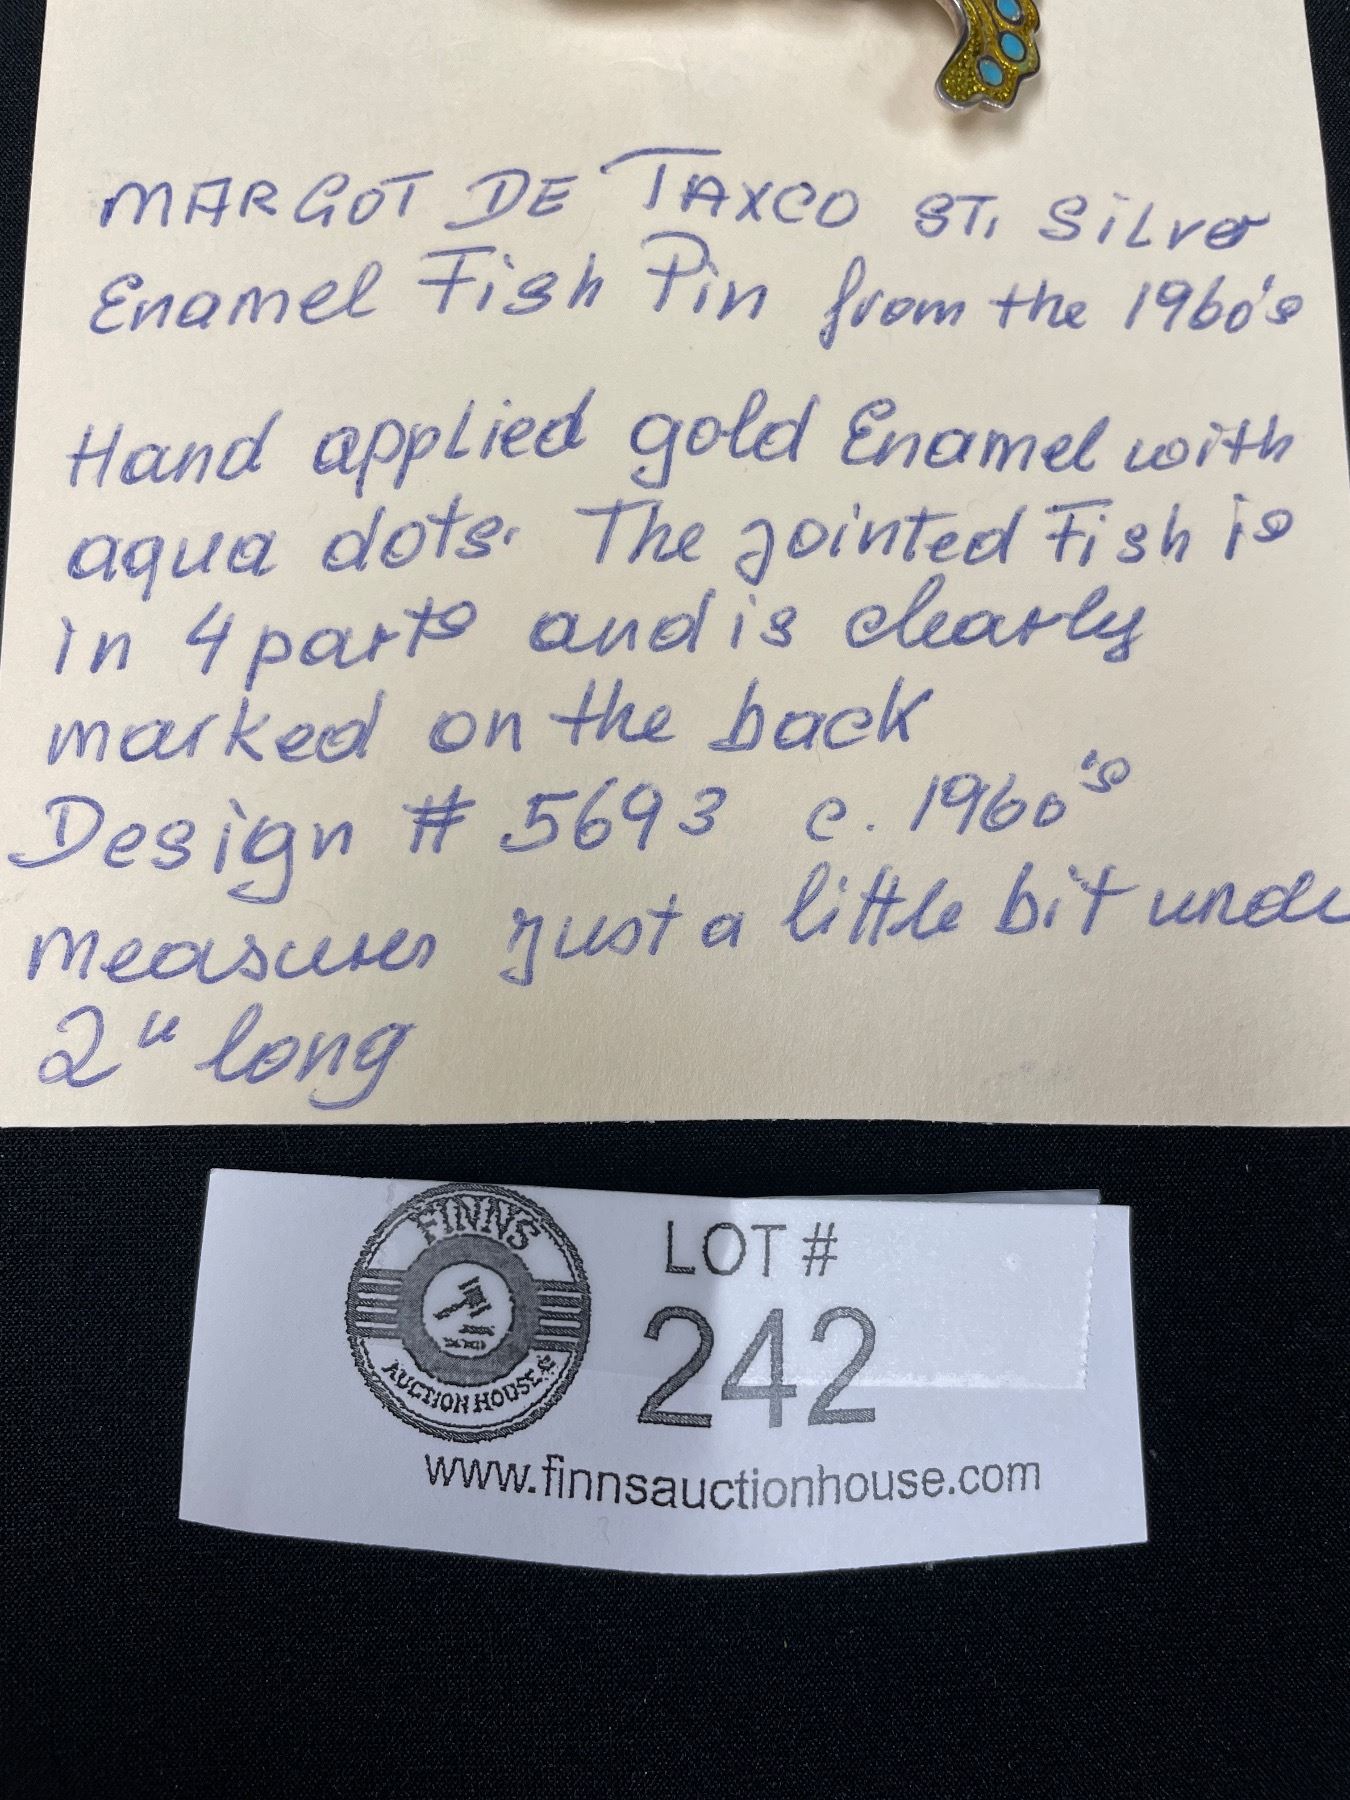 MARGOT DE TAXCO ST. SiLver
Enamel Fish Pin from the 1960's
Hand applied gold Enamel with
aqua dots. The jointed Fish is
in 4 parts and is clearly
marked on the back
Design # 5693 c. 1960's
measures just a little bit unde
2" long
FINNS
AUCTION HOUSE
LOT #
242
www.finnsauctionhouse.com